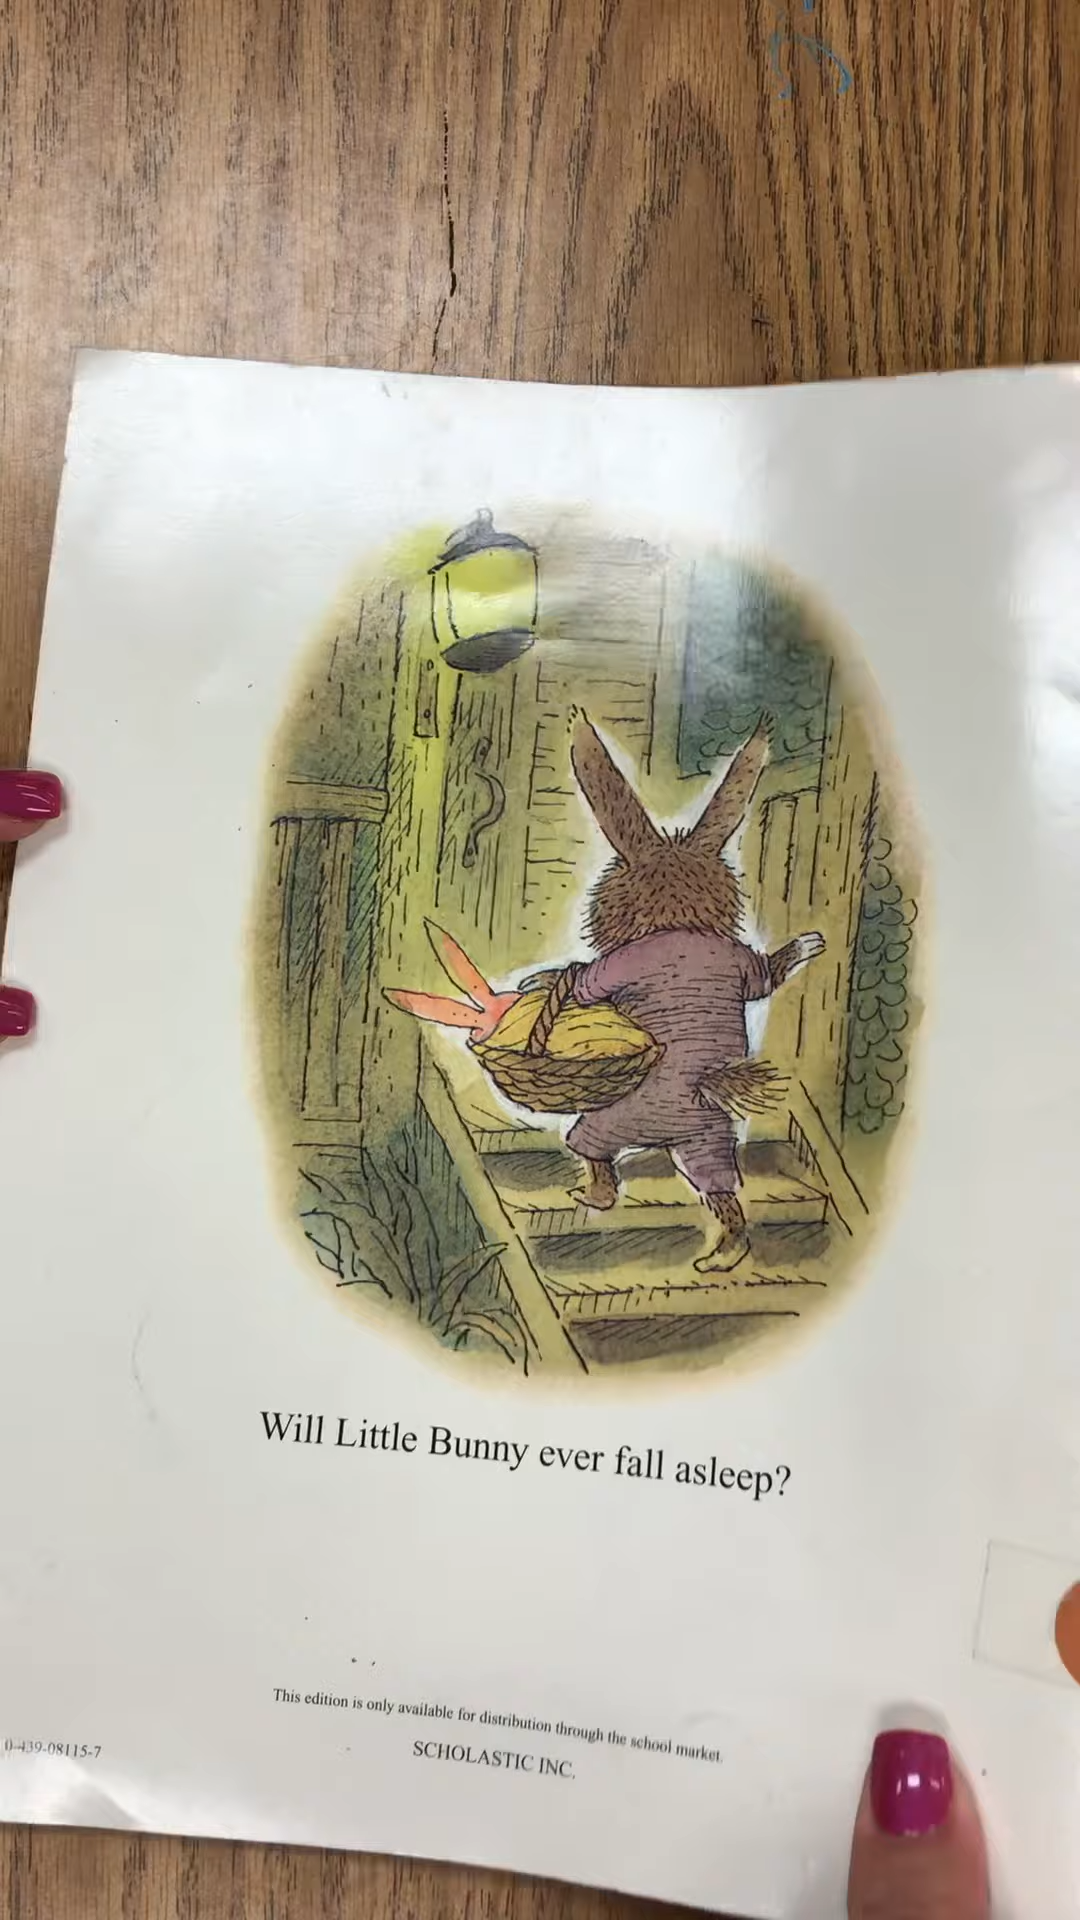 Will Little Bunny ever fall asleep?
This edition is only available for distribution through the school market.
0-439-08115-7
SCHOLASTIC INC.